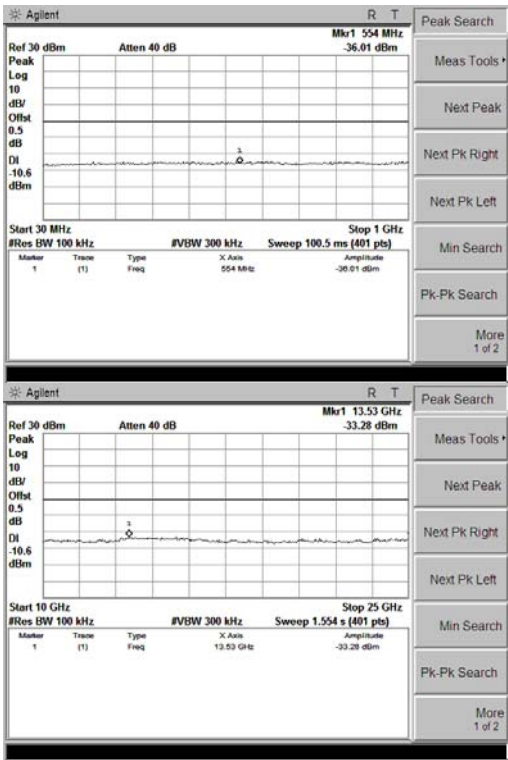 Agilent R T
Mkr1 554 MHz
Ref 30 dBm Atten 40 dB -36.01 dBm
Peak
Log
10
dB/
Offst
0.5
dB
DI
-10.6
dBm
1
Start 30 MHz Stop 1 GHz
#Res BW 100 kHz #VBW 300 kHz Sweep 100.5 ms (401 pts)
Marker Trace Type X Axis Amplitude
1 (1) Freq 554 MHz -36.01 dBm
Peak Search
Meas Tools
Next Peak
Next Pk Right
Next Pk Left
Min Search
Pk-Pk Search
More
1 of 2
Agilent R T
Mkr1 13.53 GHz
Ref 30 dBm Atten 40 dB -33.28 dBm
Peak
Log
10
dB/
Offst
0.5
dB
DI
-10.6
dBm
1
Start 10 GHz Stop 25 GHz
#Res BW 100 kHz #VBW 300 kHz Sweep 1.554 s (401 pts)
Marker Trace Type X Axis Amplitude
1 (1) Freq 13.53 GHz -33.28 dBm
Peak Search
Meas Tools
Next Peak
Next Pk Right
Next Pk Left
Min Search
Pk-Pk Search
More
1 of 2